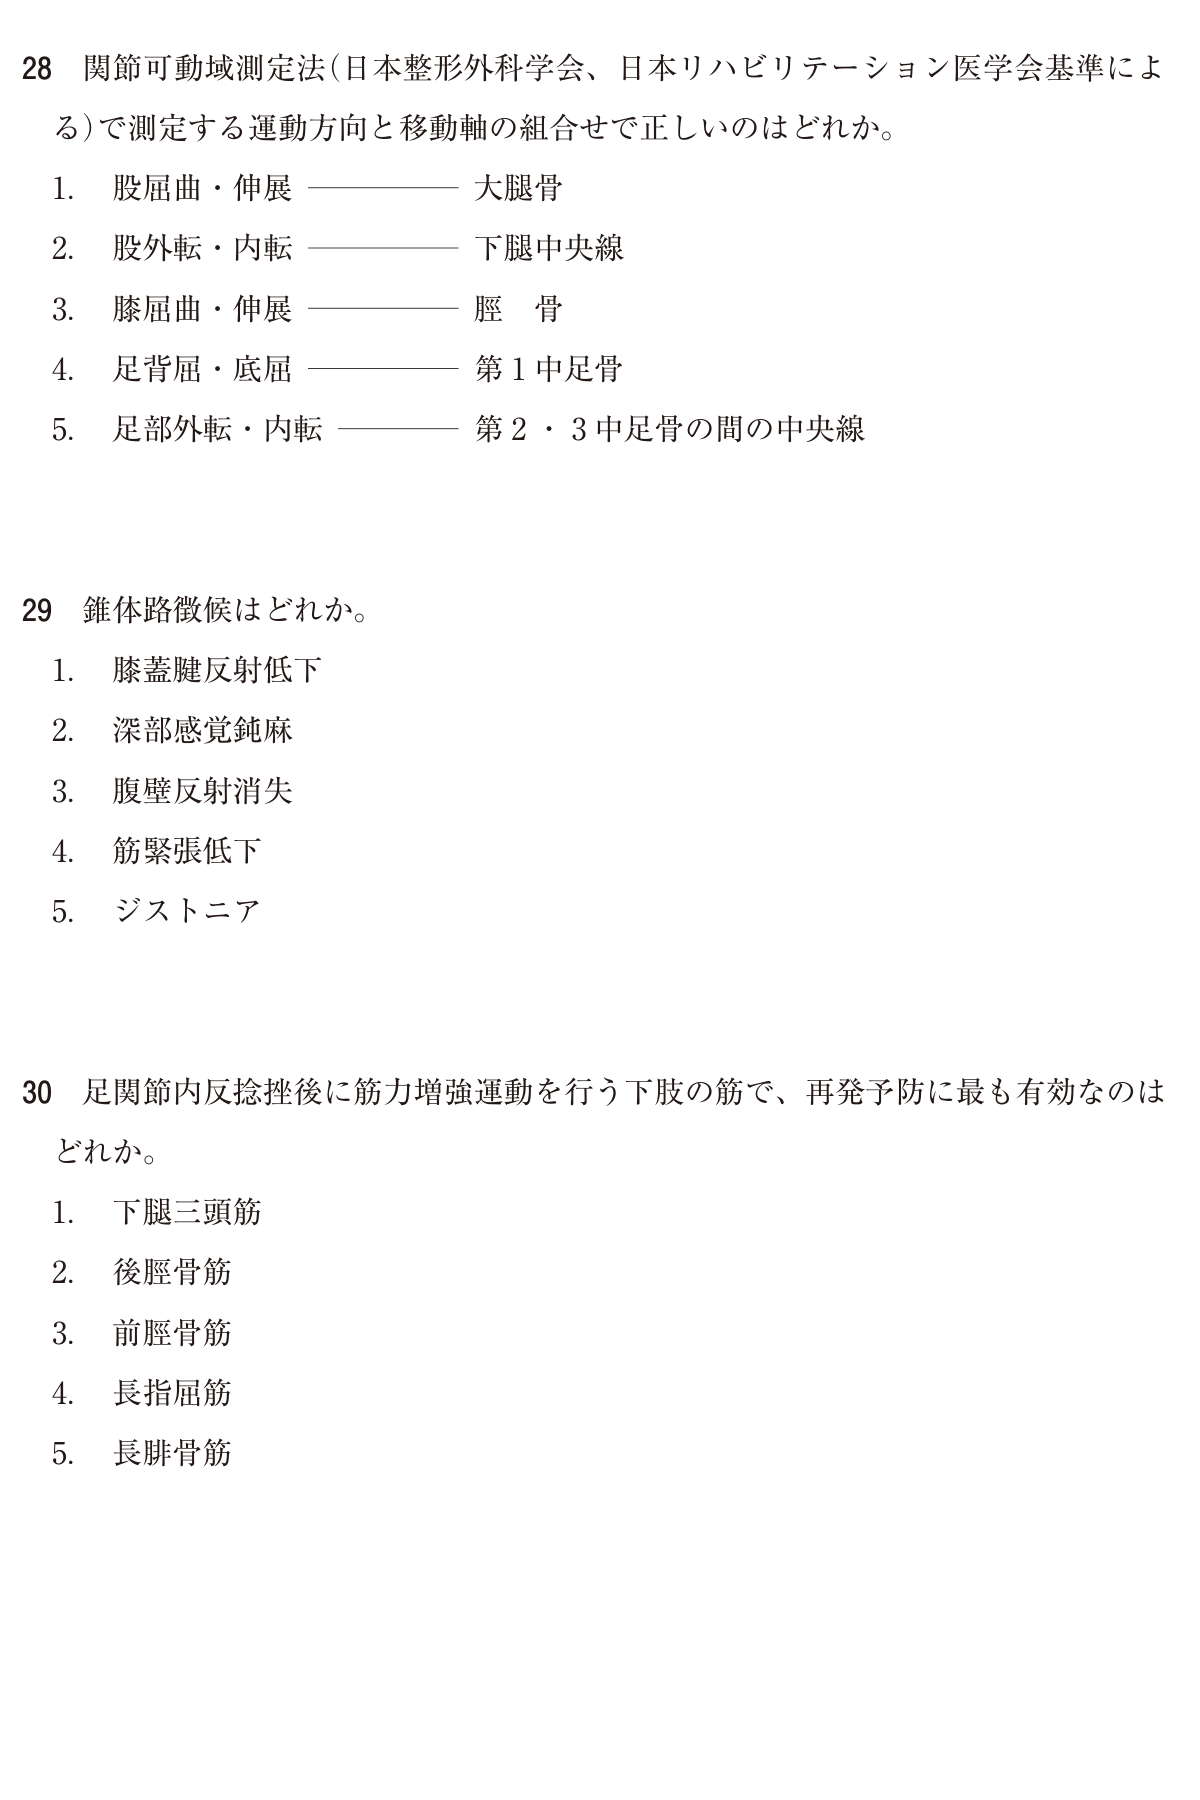 28　関節可動域測定法(日本整形外科学会、日本リハビリテーション医学会基準によ
る)で測定する運動方向と移動軸の組合せで正しいのはどれか。
1.　股屈曲・伸展 ――――― 大腿骨
2.　股外転・内転 ――――― 下腿中央線
3.　膝屈曲・伸展 ――――― 脛　骨
4.　足背屈・底屈 ――――― 第1中足骨
5.　足部外転・内転 ―――― 第2・3中足骨の間の中央線
29　錐体路徴候はどれか。
1.　膝蓋腱反射低下
2.　深部感覚鈍麻
3.　腹壁反射消失
4.　筋緊張低下
5.　ジストニア
30　足関節内反捻挫後に筋力増強運動を行う下肢の筋で、再発予防に最も有効なのは
どれか。
1.　下腿三頭筋
2.　後脛骨筋
3.　前脛骨筋
4.　長指屈筋
5.　長腓骨筋